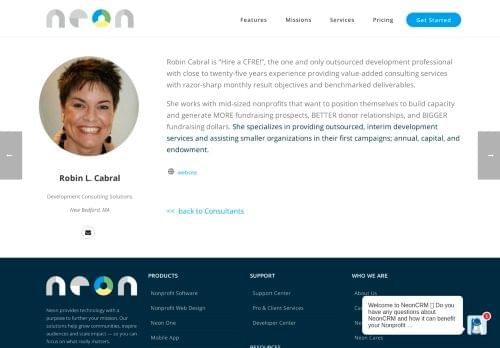 neon
Features
Missions
Services
Pricing
Get Started
Robin Cabral is "Hire a CFRE!", the one and only outsourced development professional
with close to twenty-five years experience providing value-added consulting services
with razor-sharp monthly result objectives and benchmarked deliverables.
She works with mid-sized nonprofits that want to position themselves to build capacity
and generate MORE fundraising prospects, BETTER donor relationships, and BIGGER
fundraising dollars. She specializes in providing outsourced, interim development
services and assisting smaller organizations in their first campaigns; annual, capital, and
endowment.
website
<< back to Consultants
Robin L. Cabral
Development Consulting Solutions
New Bedford, MA
neon
Neon provides technology with a
purpose to further your mission. Our
solutions help grow communities, inspire
audiences and scale impact — so you can
focus on what really matters.
PRODUCTS
Nonprofit Software
Nonprofit Web Design
Neon One
Mobile App
SUPPORT
Support Center
Pro & Client Services
Developer Center
RESOURCES
WHO WE ARE
About Us
Neon Cares
Welcome to NeonCRM Do you
have any questions about
NeonCRM and how it can benefit
your Nonprofit ...
1